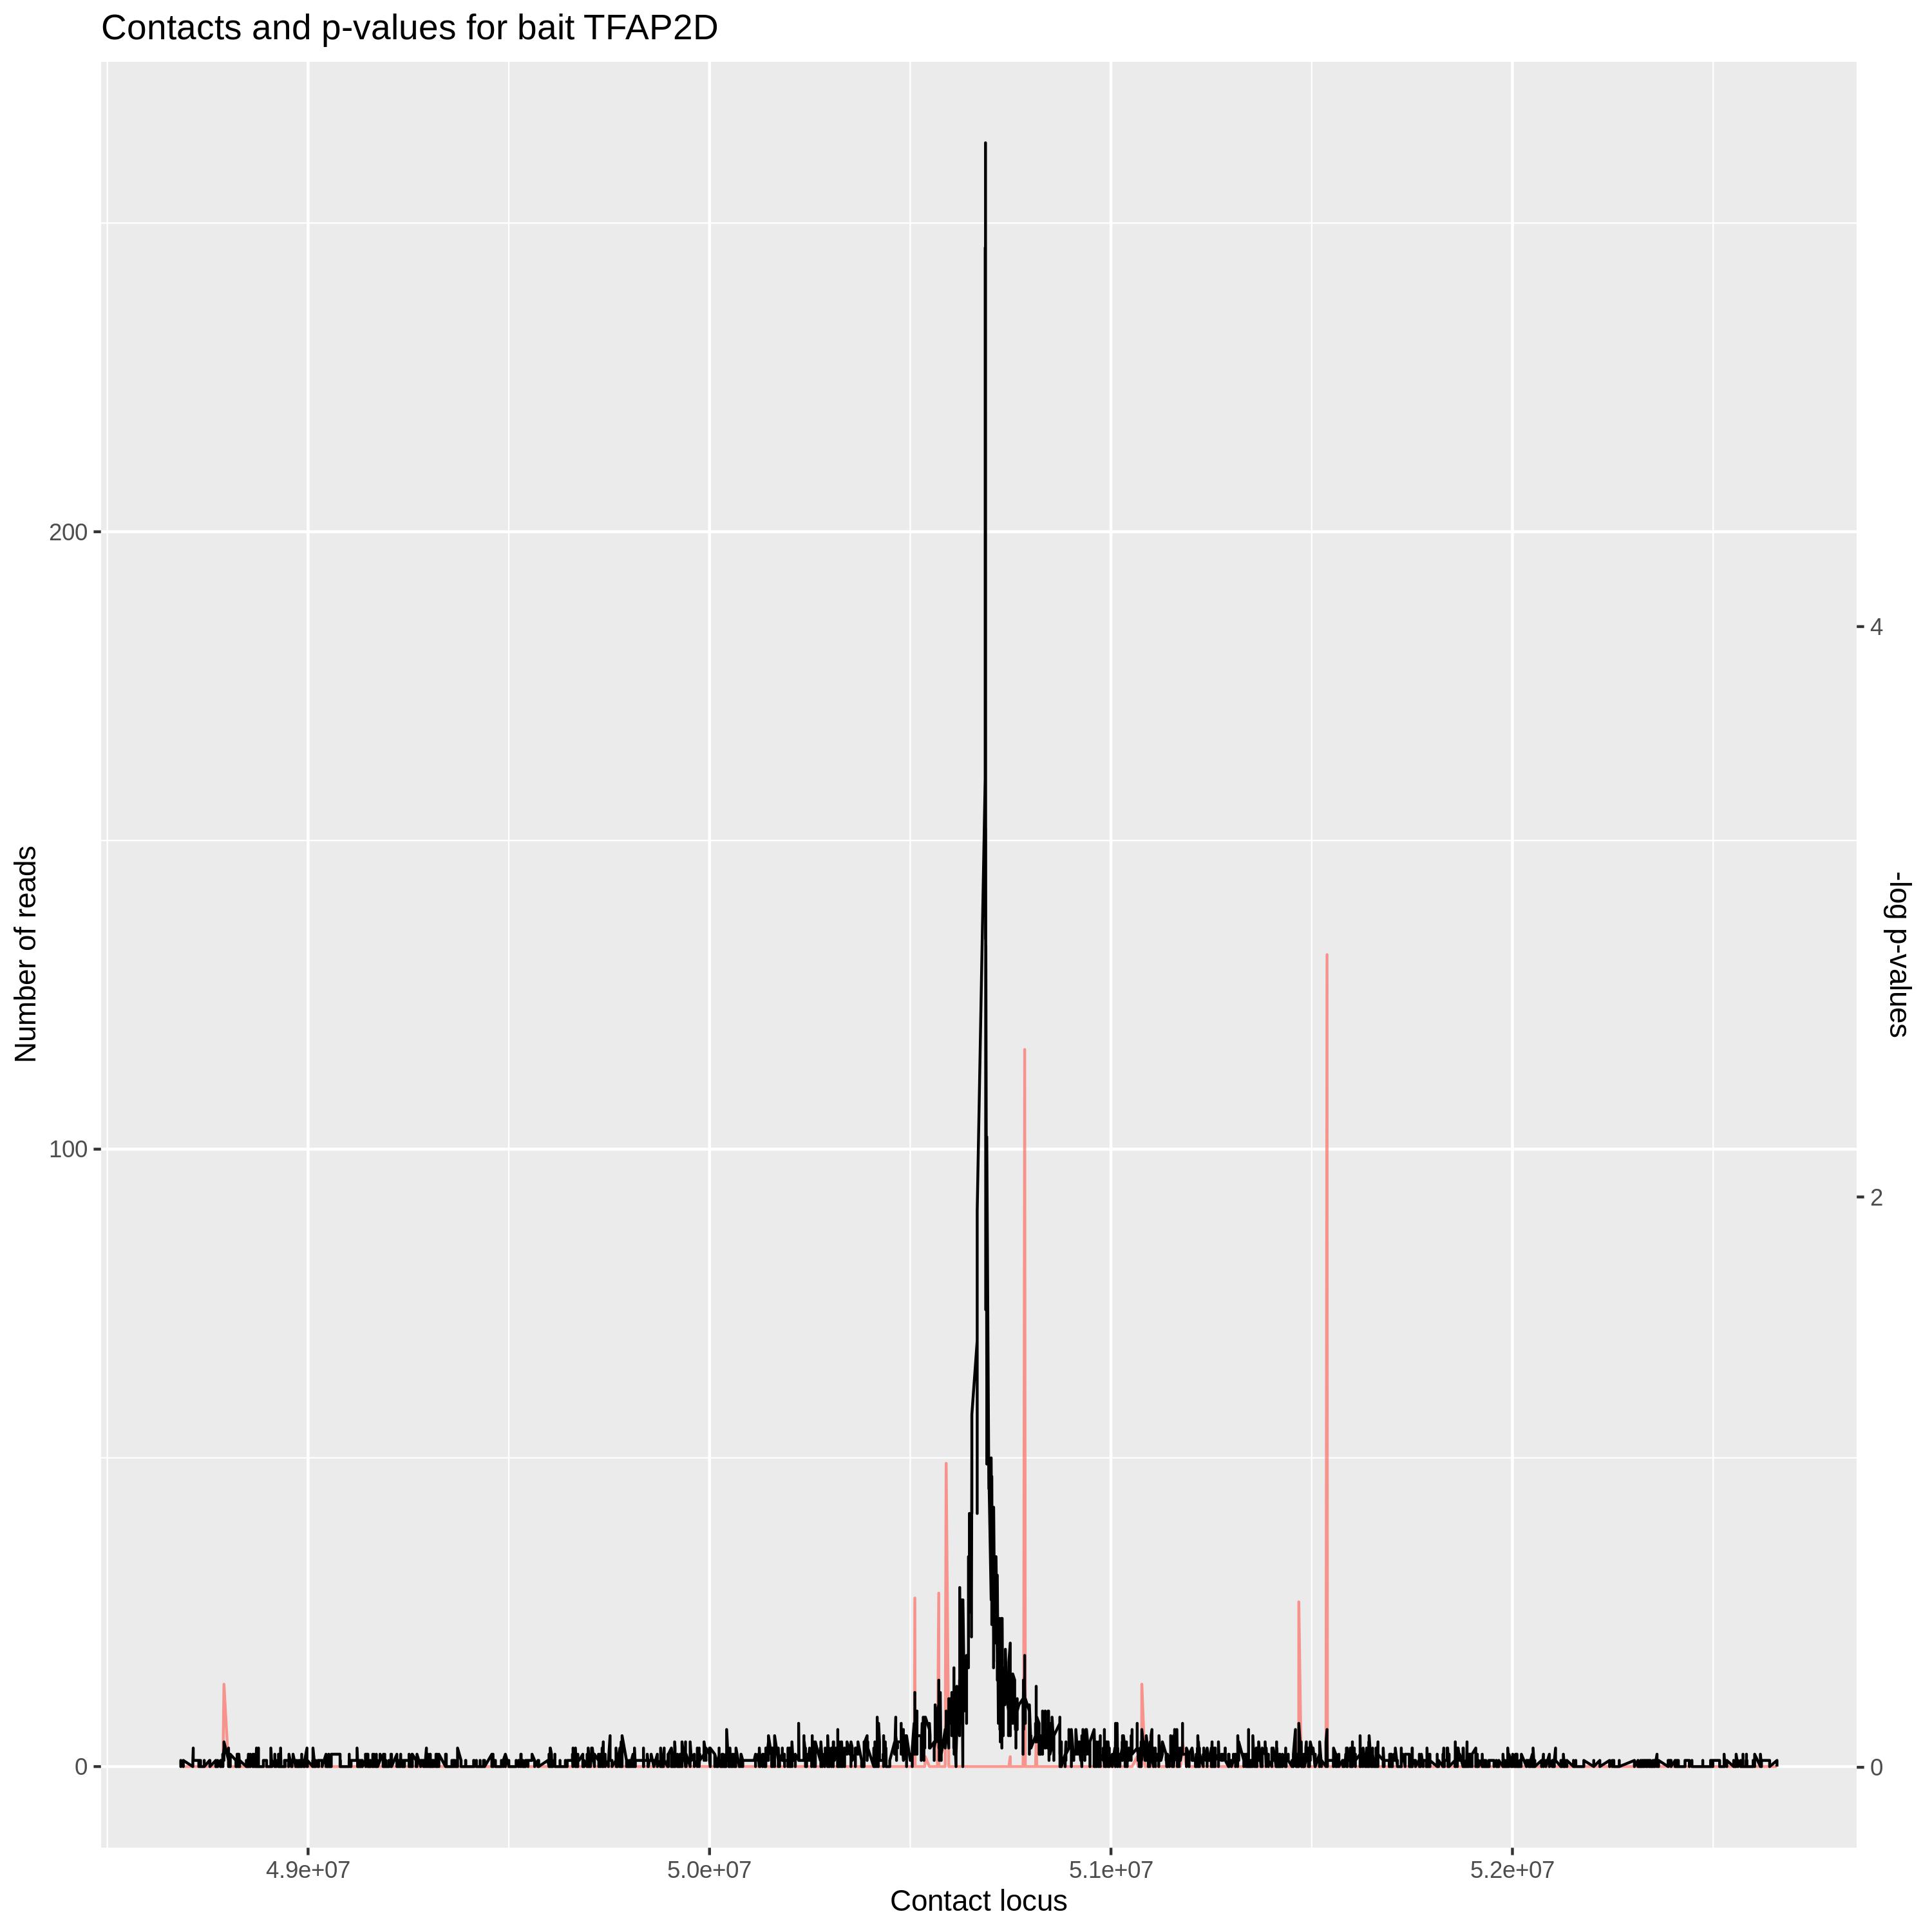 Contacts and p-values for bait TFAP2D
200
100
0
Number of reads
4
2
0
-log p-values
4.9e+07
5.0e+07
5.1e+07
5.2e+07
Contact locus